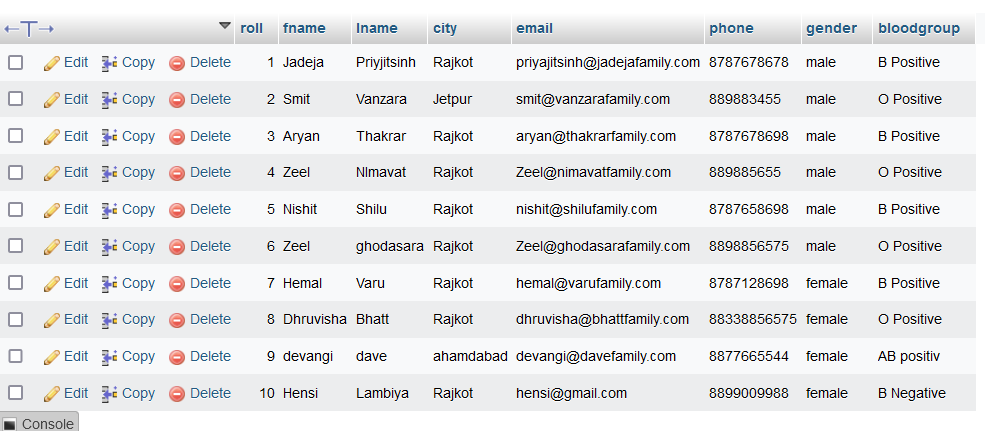 roll fname lname city email phone gender bloodgroup
Edit Copy Delete 1 Jadeja Priyjitsinh Rajkot priyajitsinh@jadejafamily.com 8787678678 male B Positive
Edit Copy Delete 2 Smit Vanzara Jetpur smit@vanzarafamily.com 889883455 male O Positive
Edit Copy Delete 3 Aryan Thakrar Rajkot aryan@thakrarfamily.com 8787678698 male B Positive
Edit Copy Delete 4 Zeel NImavat Rajkot Zeel@nimavatfamily.com 889885655 male O Positive
Edit Copy Delete 5 Nishit Shilu Rajkot nishit@shilufamily.com 8787658698 male B Positive
Edit Copy Delete 6 Zeel ghodasara Rajkot Zeel@ghodasarafamily.com 8898856575 male O Positive
Edit Copy Delete 7 Hemal Varu Rajkot hemal@varufamily.com 8787128698 female B Positive
Edit Copy Delete 8 Dhruvisha Bhatt Rajkot dhruvisha@bhattfamily.com 88338856575 female O Positive
Edit Copy Delete 9 devangi dave ahamdabad devangi@davefamily.com 8877665544 female AB positiv
Edit Copy Delete 10 Hensi Lambiya Rajkot hensi@gmail.com 8899009988 female B Negative
Console